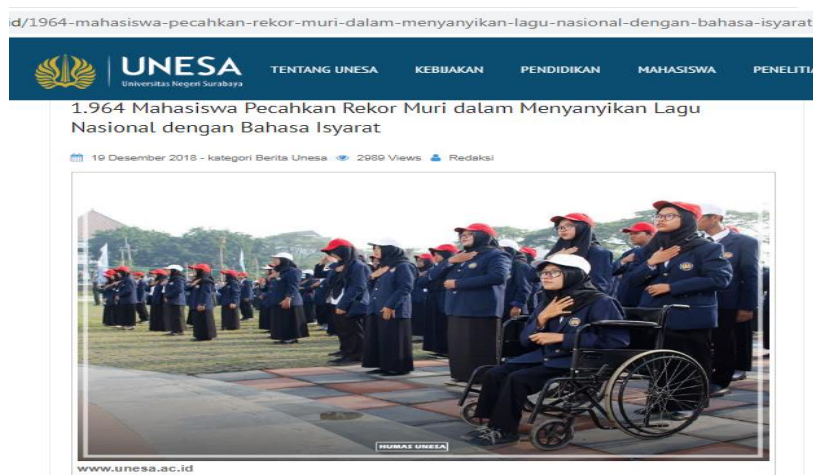 id/1964-mahasiswa-pecahkan-rekor-muri-dalam-menyanyikan-lagu-nasional-dengan-bahasa-isyarat
UNESA
Universitas Negeri Surabaya
TENTANG UNESA KEBIJAKAN PENDIDIKAN MAHASISWA PENELITIA
1.964 Mahasiswa Pecahkan Rekor Muri dalam Menyanyikan Lagu
Nasional dengan Bahasa Isyarat
19 Desember 2018 - kategori Berita Unesa 2989 Views Redaksi
HUMAS UNESA
www.unesa.ac.id